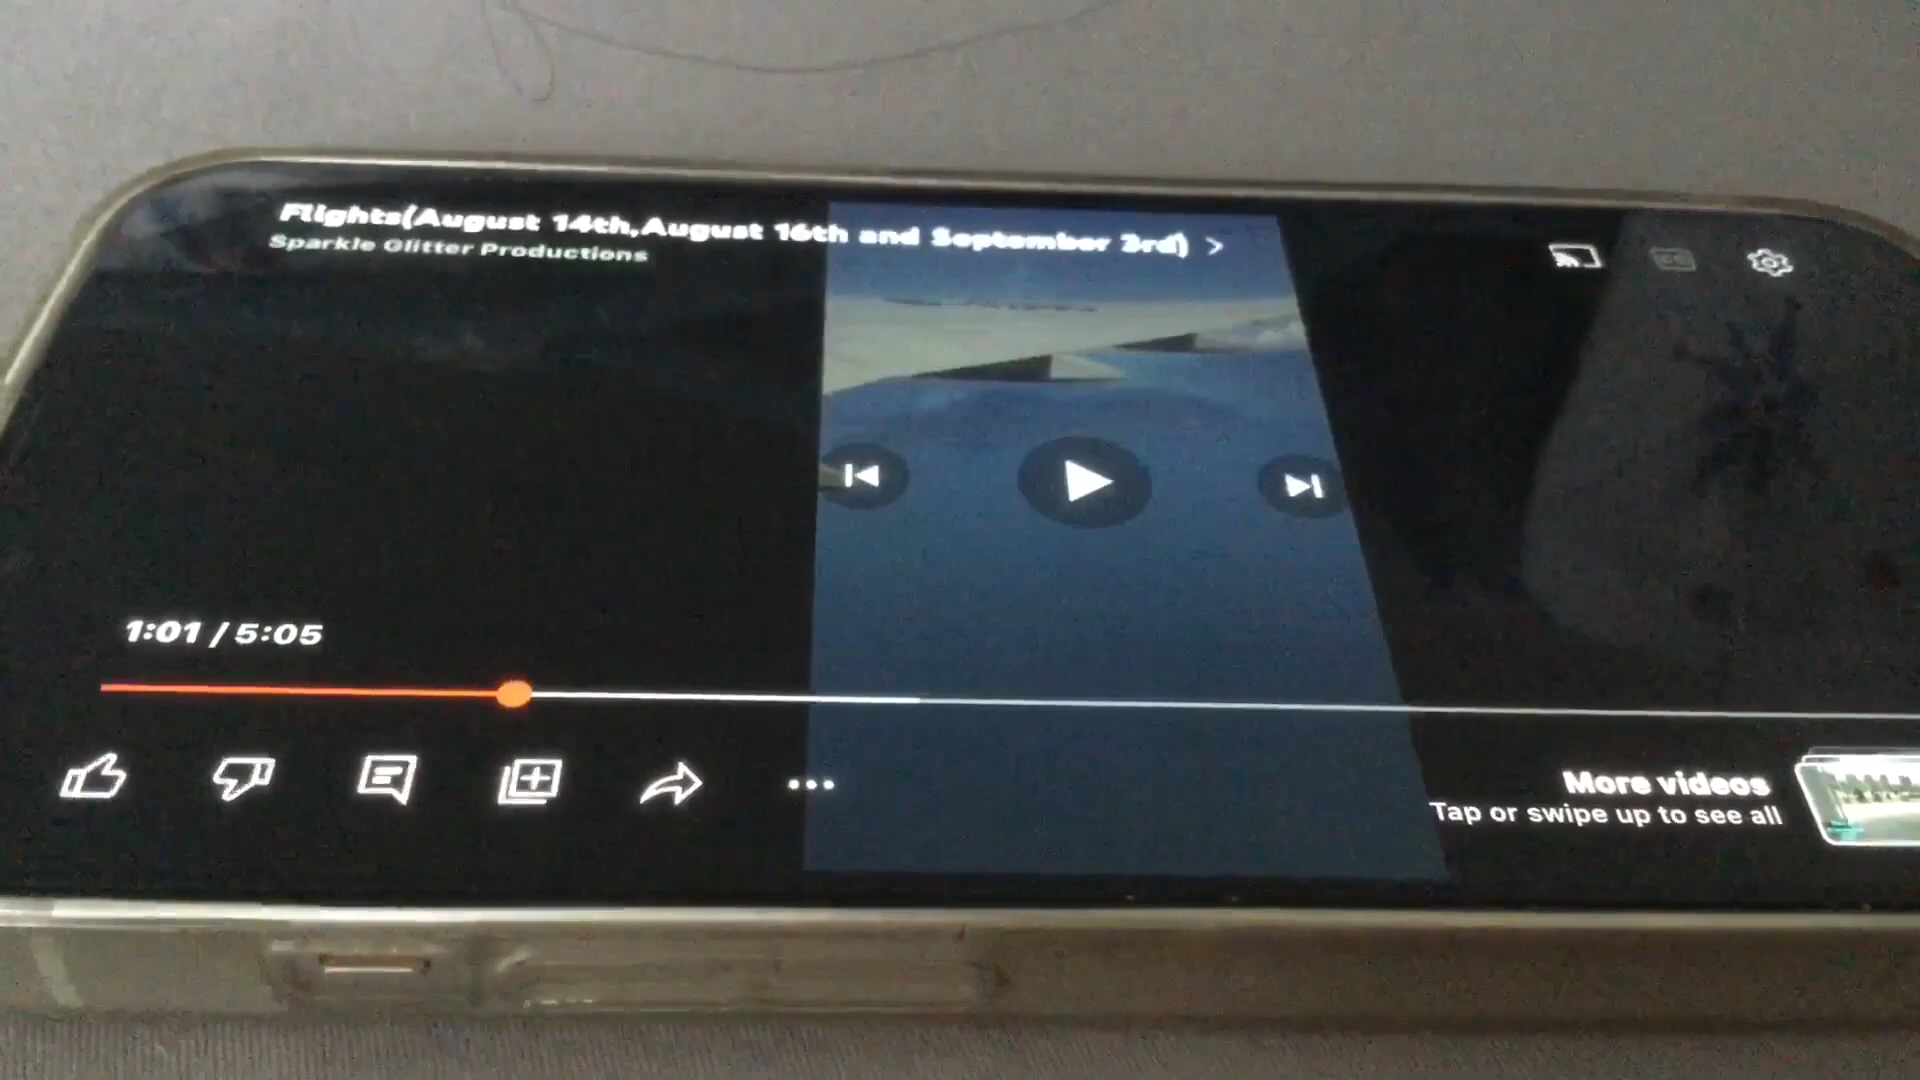 Flights(August 14th,August 16th and September 3rd)
Sparkle Glitter Productions
CC
1:01 / 5:05
More videos
Tap or swipe up to see all